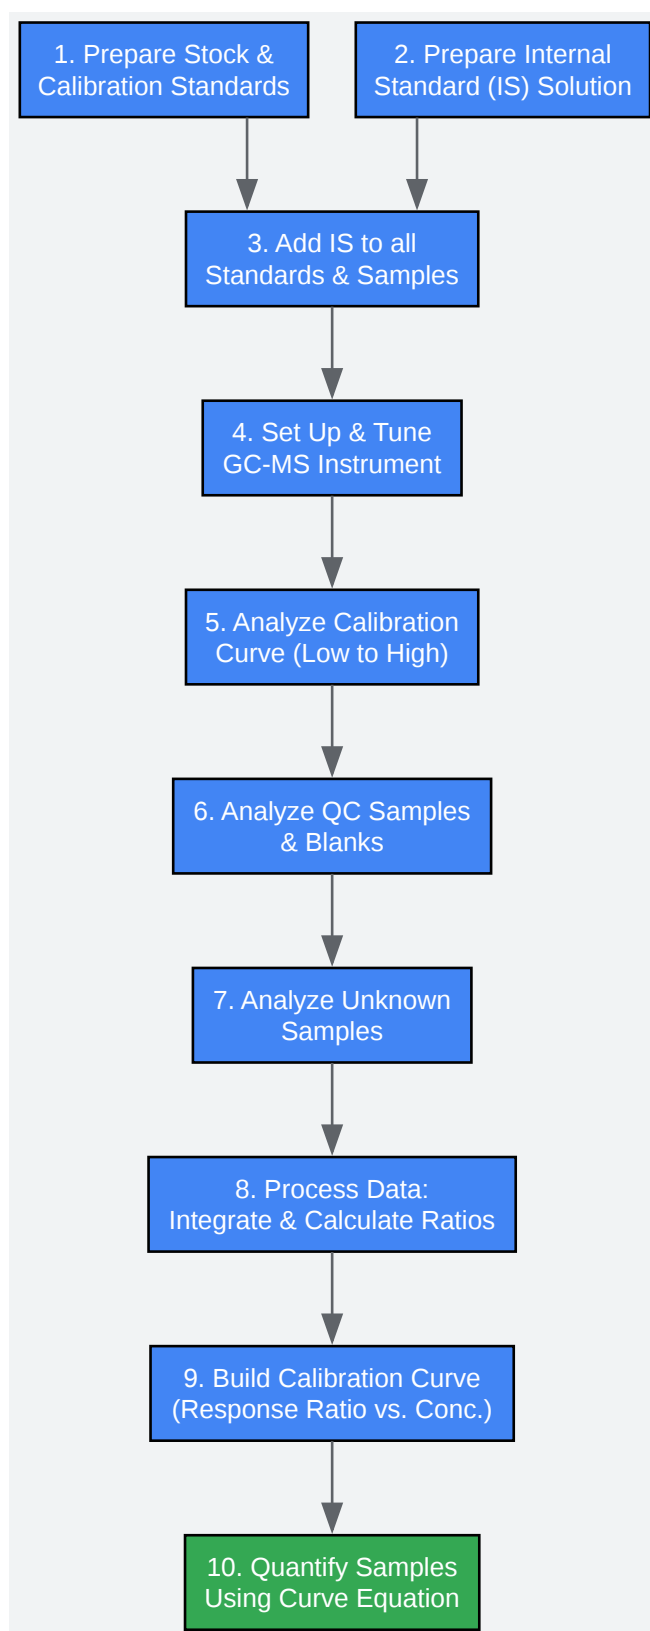 1. Prepare Stock &
Calibration Standards
2. Prepare Internal
Standard (IS) Solution
3. Add IS to all
Standards & Samples
4. Set Up & Tune
GC-MS Instrument
5. Analyze Calibration
Curve (Low to High)
6. Analyze QC Samples
& Blanks
7. Analyze Unknown
Samples
8. Process Data:
Integrate & Calculate Ratios
9. Build Calibration Curve
(Response Ratio vs. Conc.)
10. Quantify Samples
Using Curve Equation